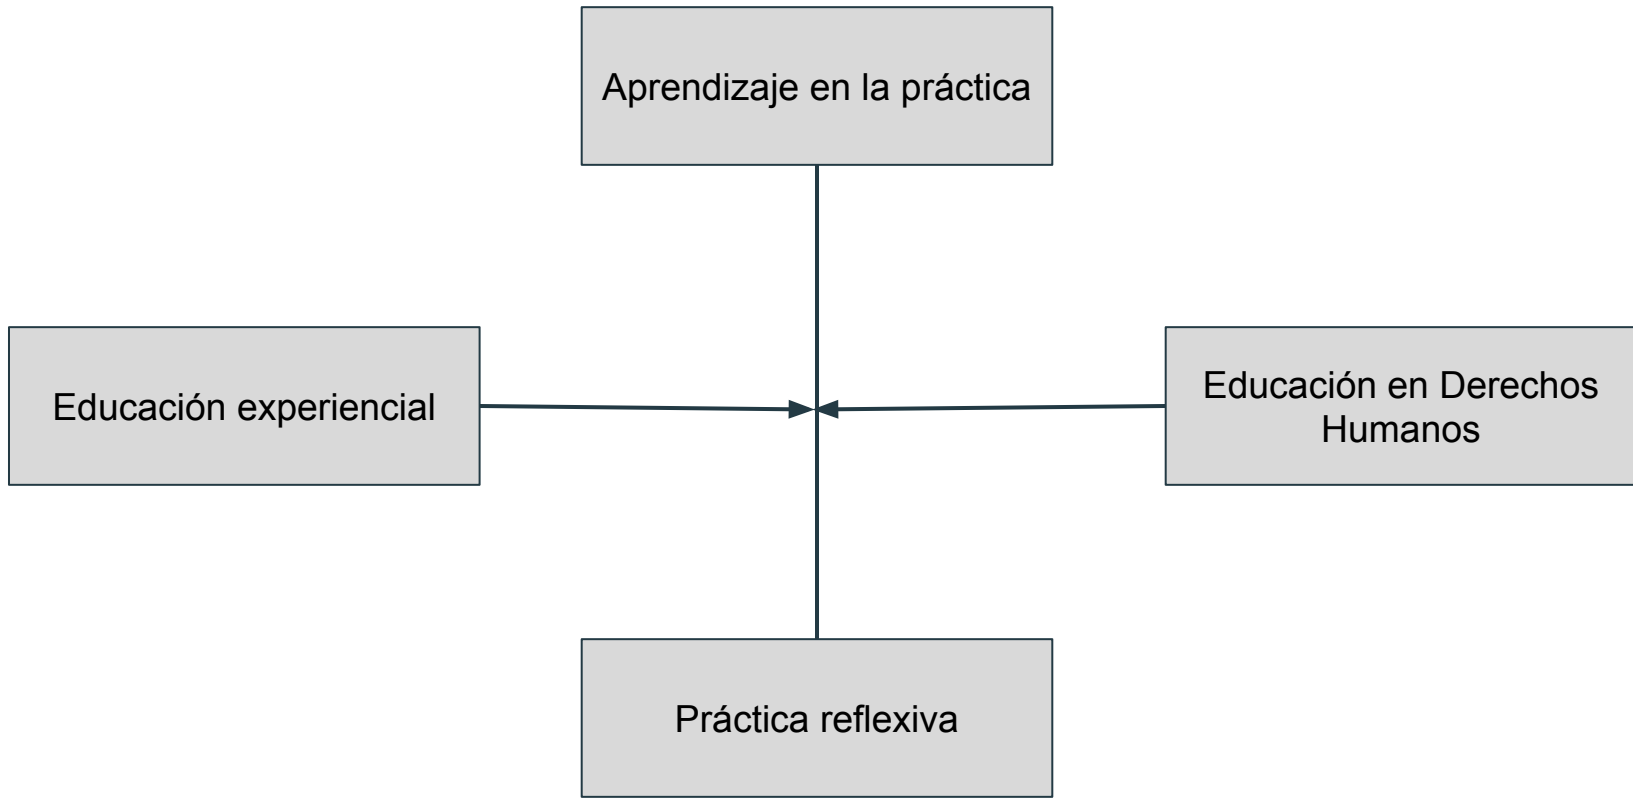 Aprendizaje en la práctica
Educación experiencial
Educación en Derechos
Humanos
Práctica reflexiva